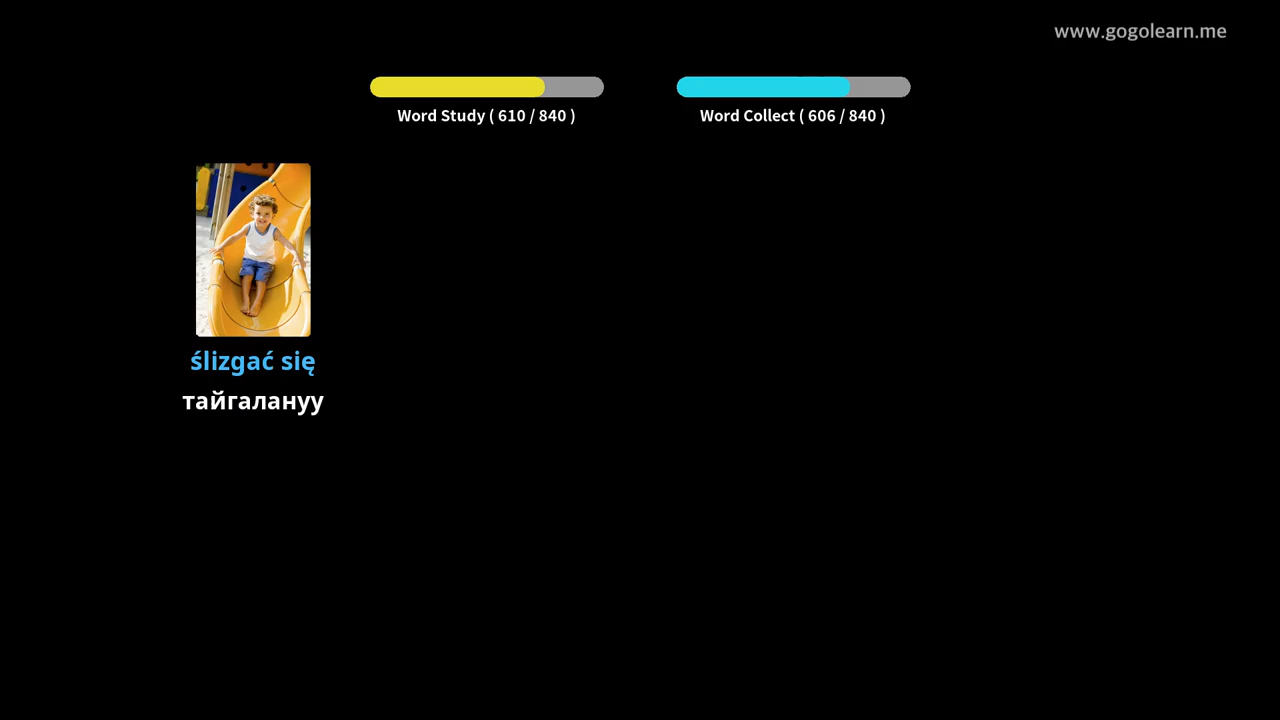 www.gogolearn.me
Word Study ( 610 / 840 )
Word Collect ( 606 / 840 )
ślizgać się
тайгалануу